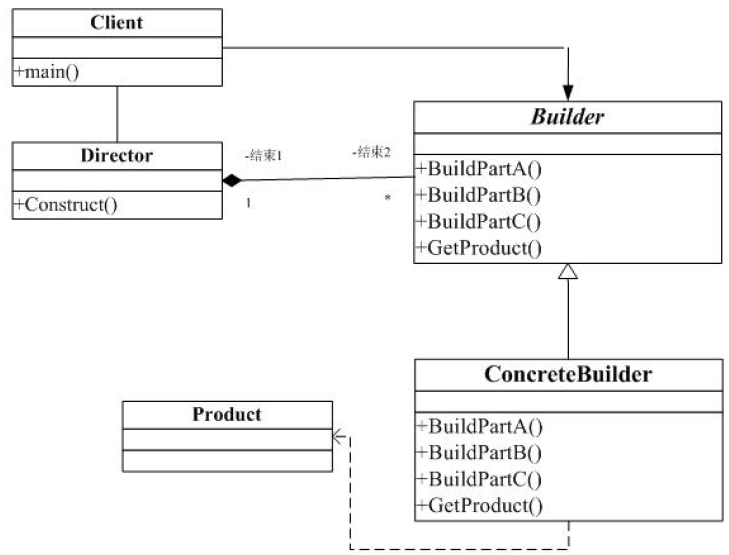 Client
+main()
Director
+Construct()
-结束1
-结束2
1
*
Builder
+BuildPartA()
+BuildPartB()
+BuildPartC()
+GetProduct()
ConcreteBuilder
+BuildPartA()
+BuildPartB()
+BuildPartC()
+GetProduct()
Product